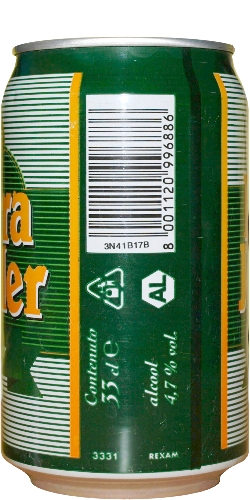 ra
er
8 001120 996886
3N41B17B
AL
Contenuto
33 cl e
alcool
4,7 % vol.
3331 REXAM